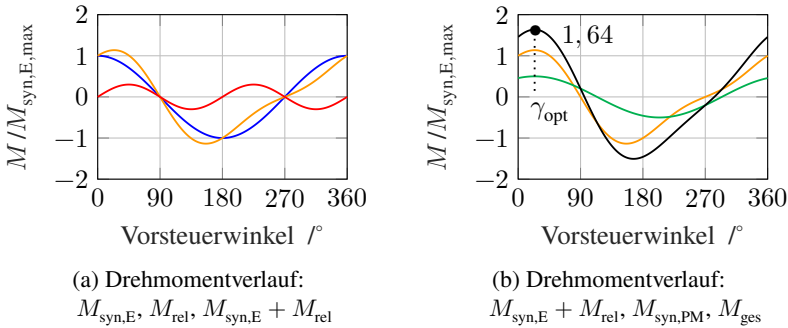 2
1
0
−1
−2
0 90 180 270 360
M/M_syn,E,max
Vorsteuerwinkel /°
(a) Drehmomentverlauf:
M_syn,E, M_rel, M_syn,E + M_rel
2
1
0
−1
−2
0 90 180 270 360
M/M_syn,E,max
1, 64
γ_opt
Vorsteuerwinkel /°
(b) Drehmomentverlauf:
M_syn,E + M_rel, M_syn,PM, M_ges